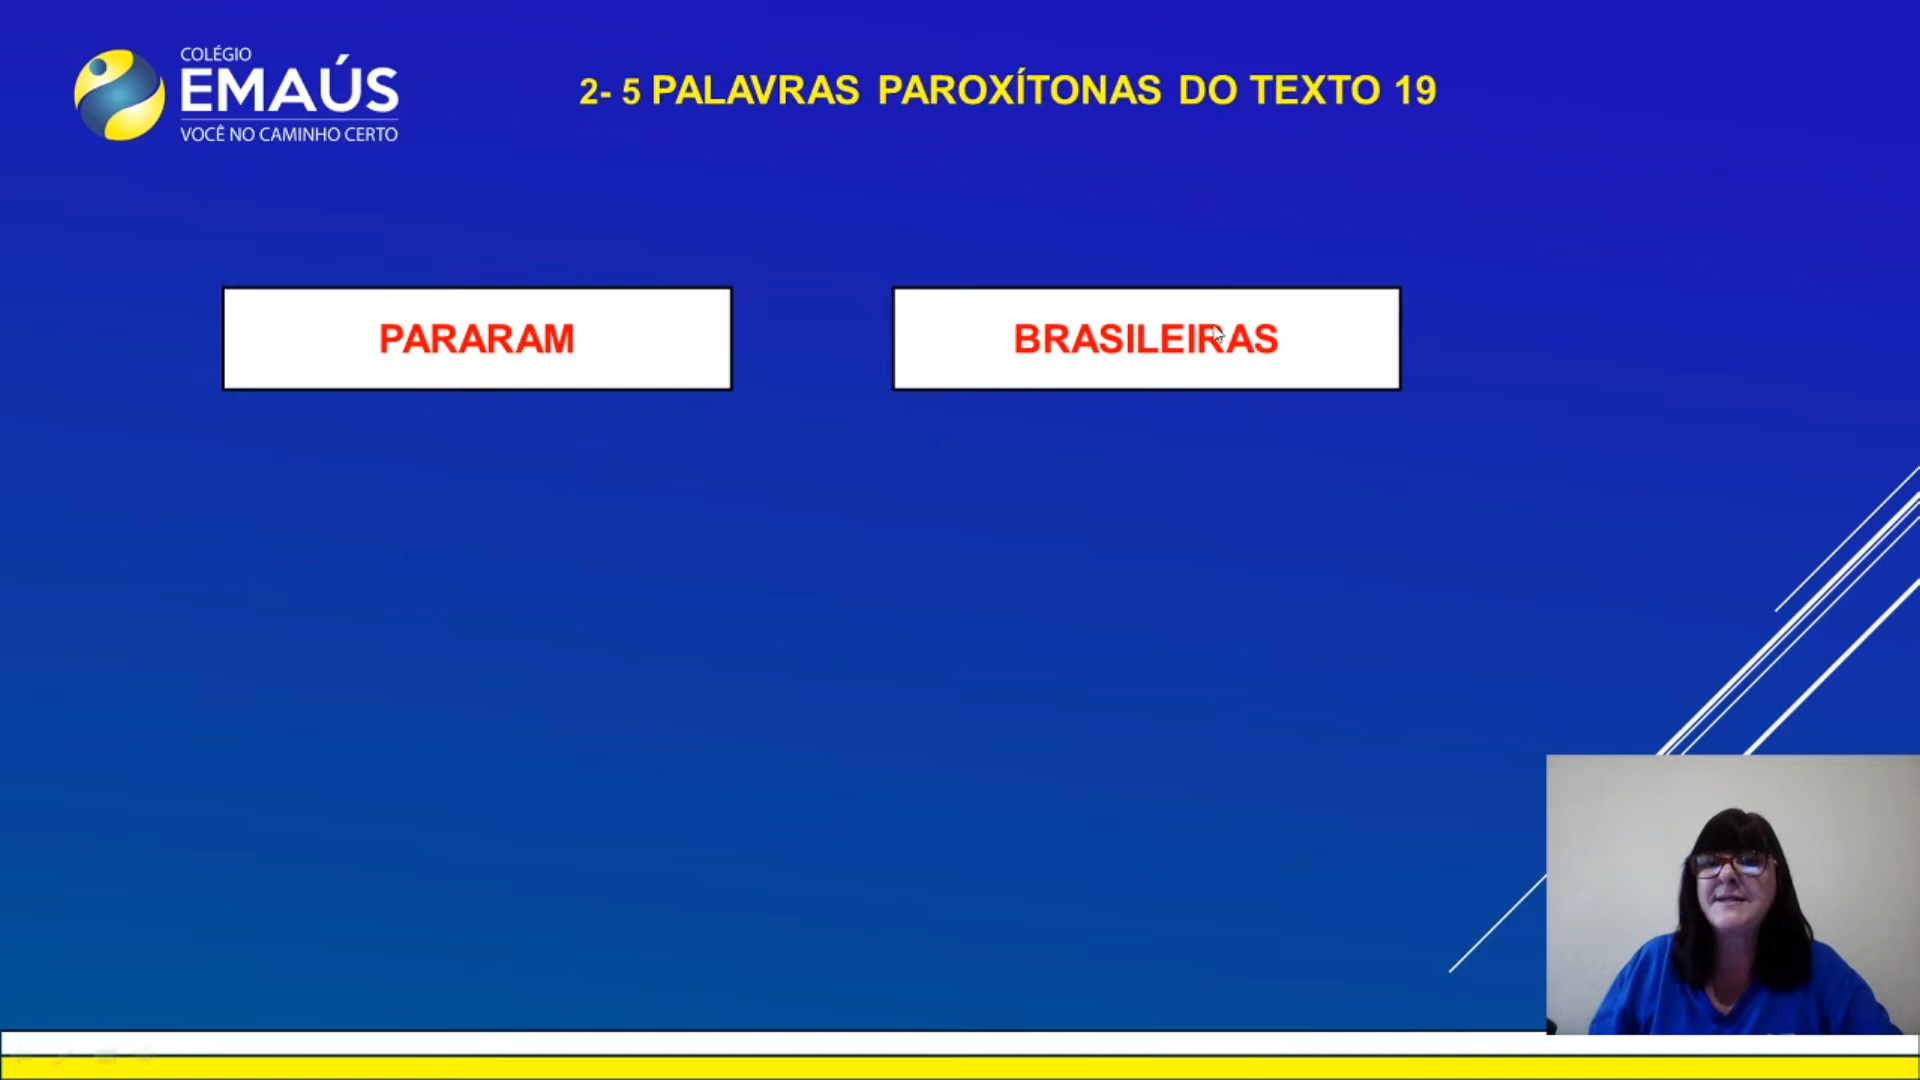 COLÉGIO
EMAÚS
VOCÊ NO CAMINHO CERTO
2- 5 PALAVRAS PAROXÍTONAS DO TEXTO 19
PARARAM
BRASILEIRAS